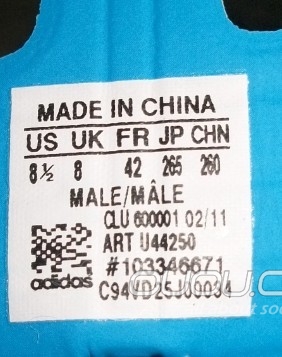 MADE IN CHINA
US UK FR JP CHN
8½ 8 42 265 260
MALE/MÂLE
CLU 600001 02/11
ART U44250
#103346671
adidas